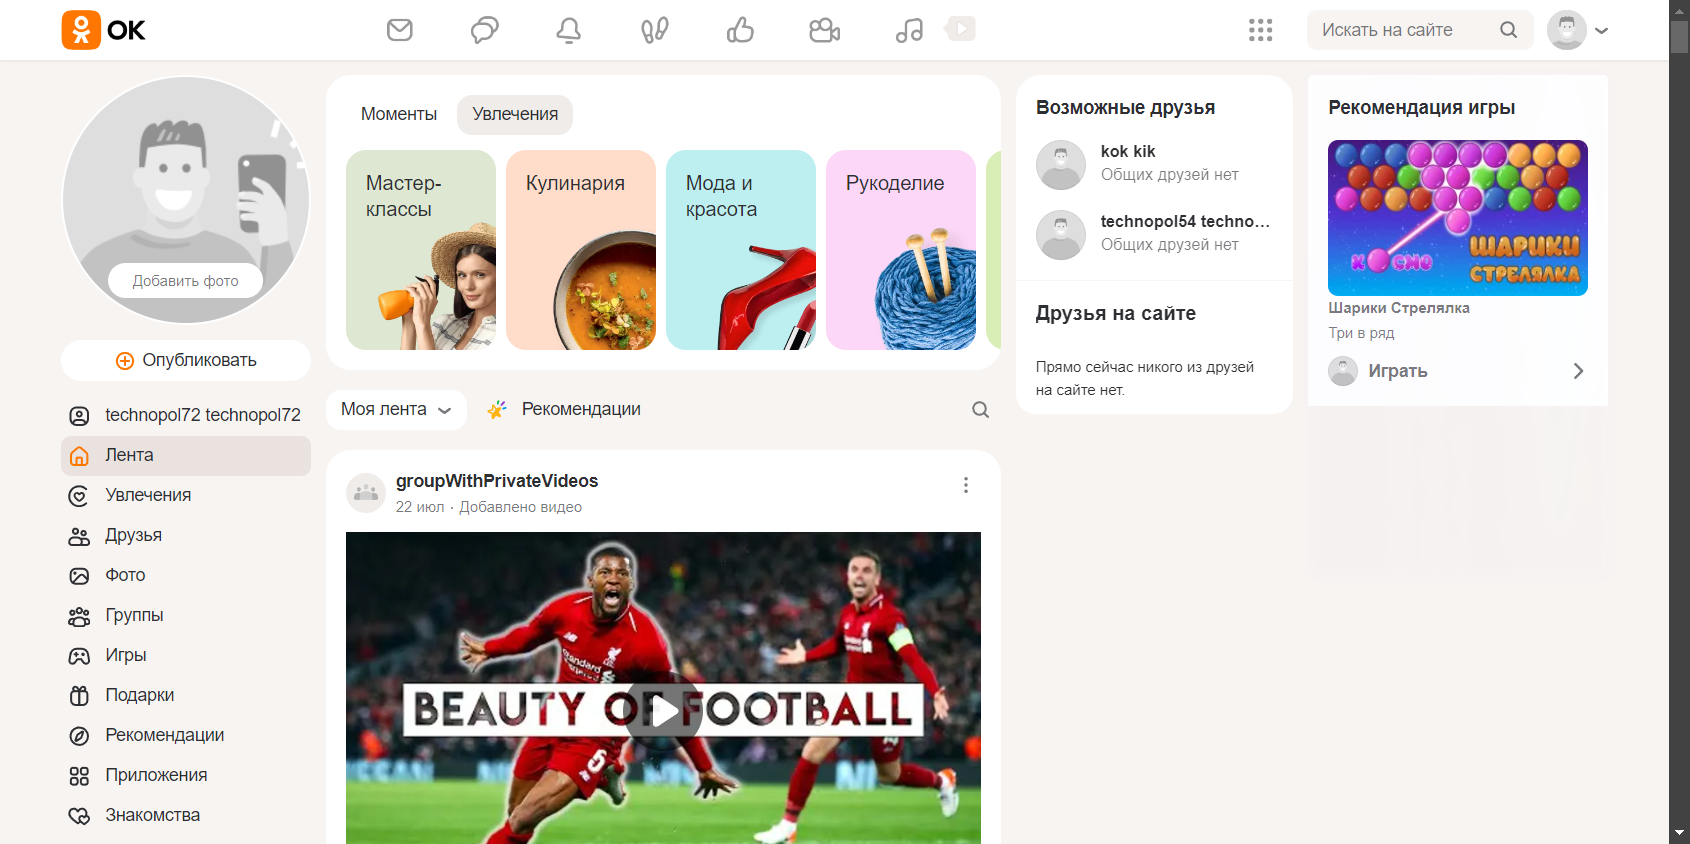 OK
Искать на сайте
Добавить фото
Опубликовать
technopol72 technopol72
Лента
Увлечения
Друзья
Фото
Группы
Игры
Подарки
Рекомендации
Приложения
Знакомства
Моменты
Увлечения
Мастер-
классы
Кулинария
Мода и
красота
Рукоделие
Моя лента
Рекомендации
groupWithPrivateVideos
22 июл · Добавлено видео
Standard
BEAUTY OF FOOTBALL
5
Возможные друзья
kok kik
Общих друзей нет
technopol54 techno...
Общих друзей нет
Друзья на сайте
Прямо сейчас никого из друзей
на сайте нет.
Рекомендация игры
КОСМО
ШАРИКИ
СТРЕЛЯЛКА
Шарики Стрелялка
Три в ряд
Играть